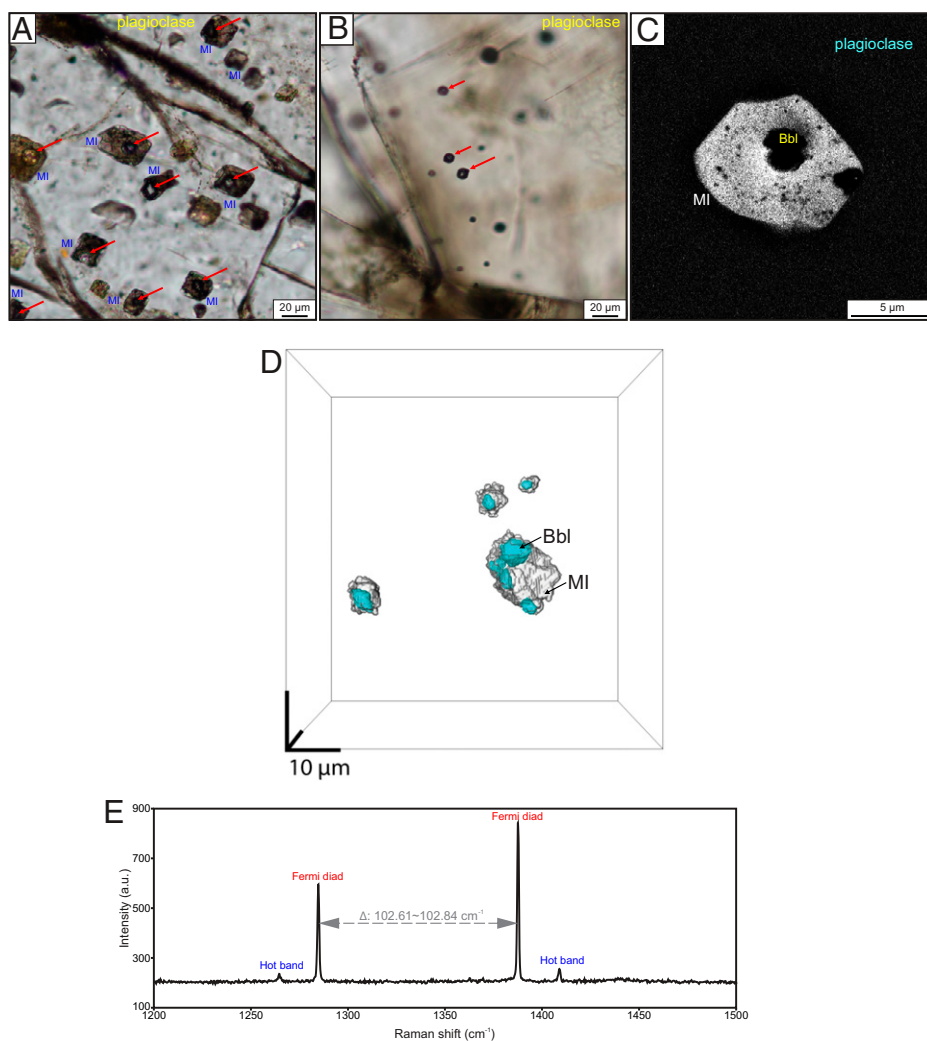 A
plagioclase
MI
MI
MI
MI
MI
MI
MI
MI
MI
MI
20 µm
B
plagioclase
20 µm
C
plagioclase
Bbl
MI
5 µm
D
Bbl
MI
10 µm
E
900
700
500
300
100
Intensity (a.u.)
Fermi diad
Fermi diad
Δ: 102.61~102.84 cm⁻¹
Hot band
Hot band
1200
1250
1300
1350
1400
1450
1500
Raman shift (cm⁻¹)